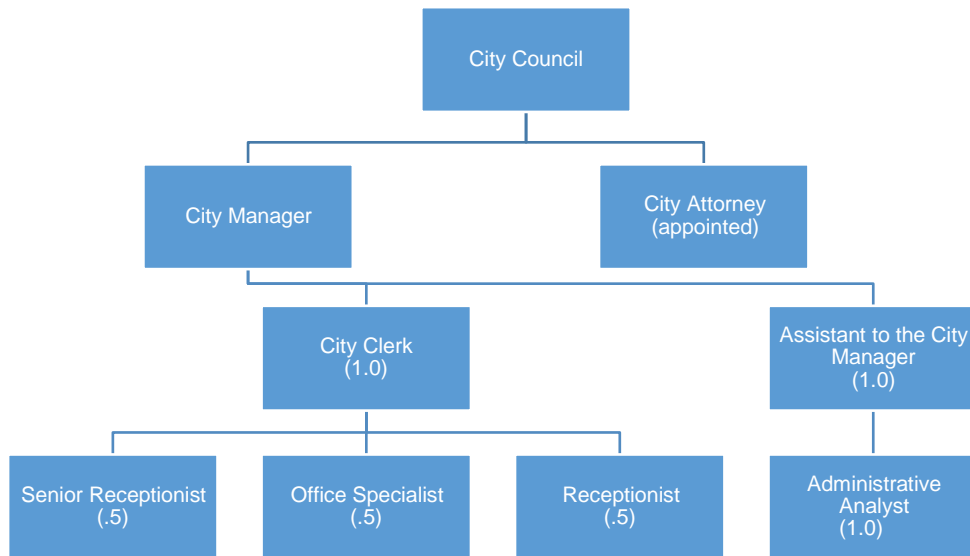 City Council
City Manager
City Attorney
(appointed)
City Clerk
(1.0)
Assistant to the City
Manager
(1.0)
Senior Receptionist
(.5)
Office Specialist
(.5)
Receptionist
(.5)
Administrative
Analyst
(1.0)